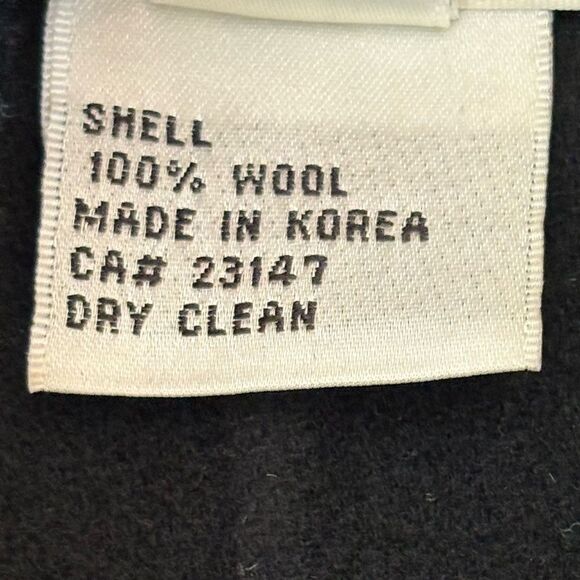 SHELL
100% WOOL
MADE IN KOREA
CA# 23147
DRY CLEAN